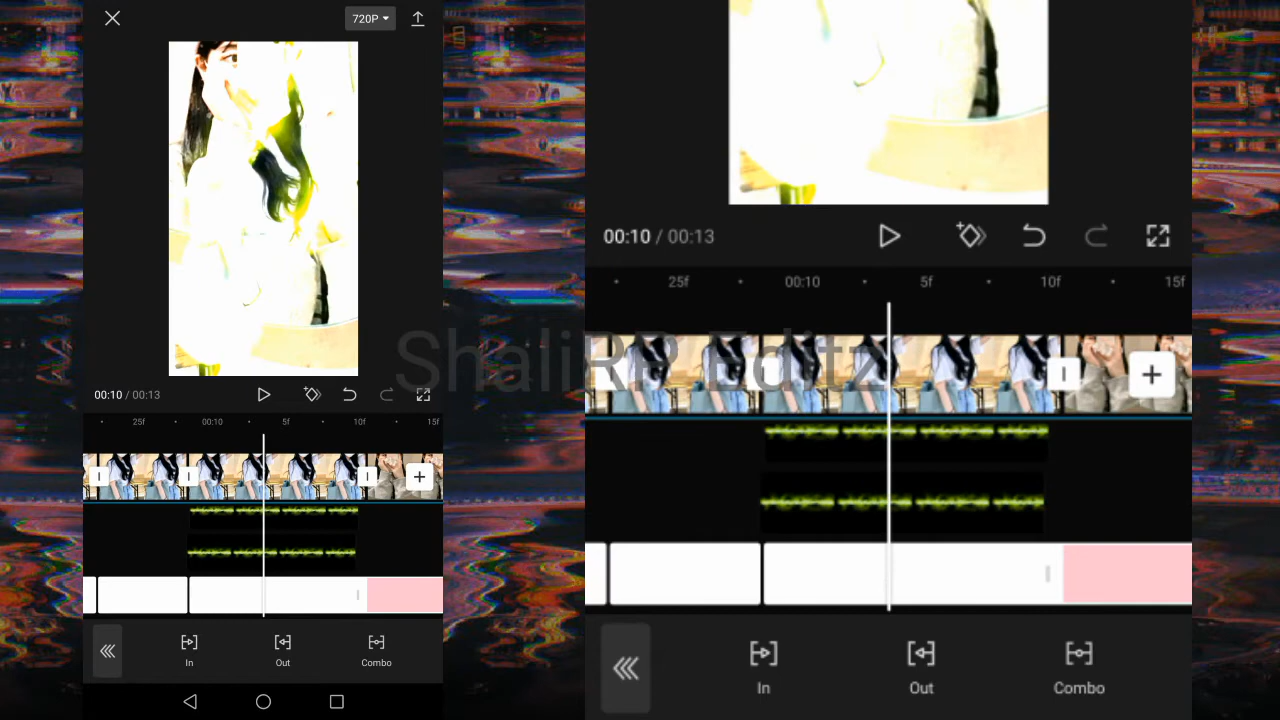 720P
00:10 / 00:13
25f 00:10 5f 10f 15f
In Out Combo
00:10 / 00:13
25f 00:10 5f 10f 15f
In Out Combo
ShaliRP Editz